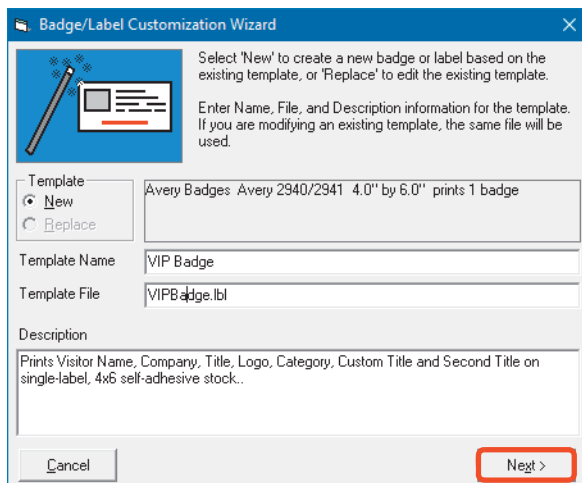 Badge/Label Customization Wizard
Select 'New' to create a new badge or label based on the
existing template, or 'Replace' to edit the existing template.
Enter Name, File, and Description information for the template.
If you are modifying an existing template, the same file will be
used.
Template
New
Replace
Avery Badges Avery 2940/2941 4.0" by 6.0" prints 1 badge
Template Name
VIP Badge
Template File
VIPBadge.lbl
Description
Prints Visitor Name, Company, Title, Logo, Category, Custom Title and Second Title on
single-label, 4x6 self-adhesive stock..
Cancel
Next >